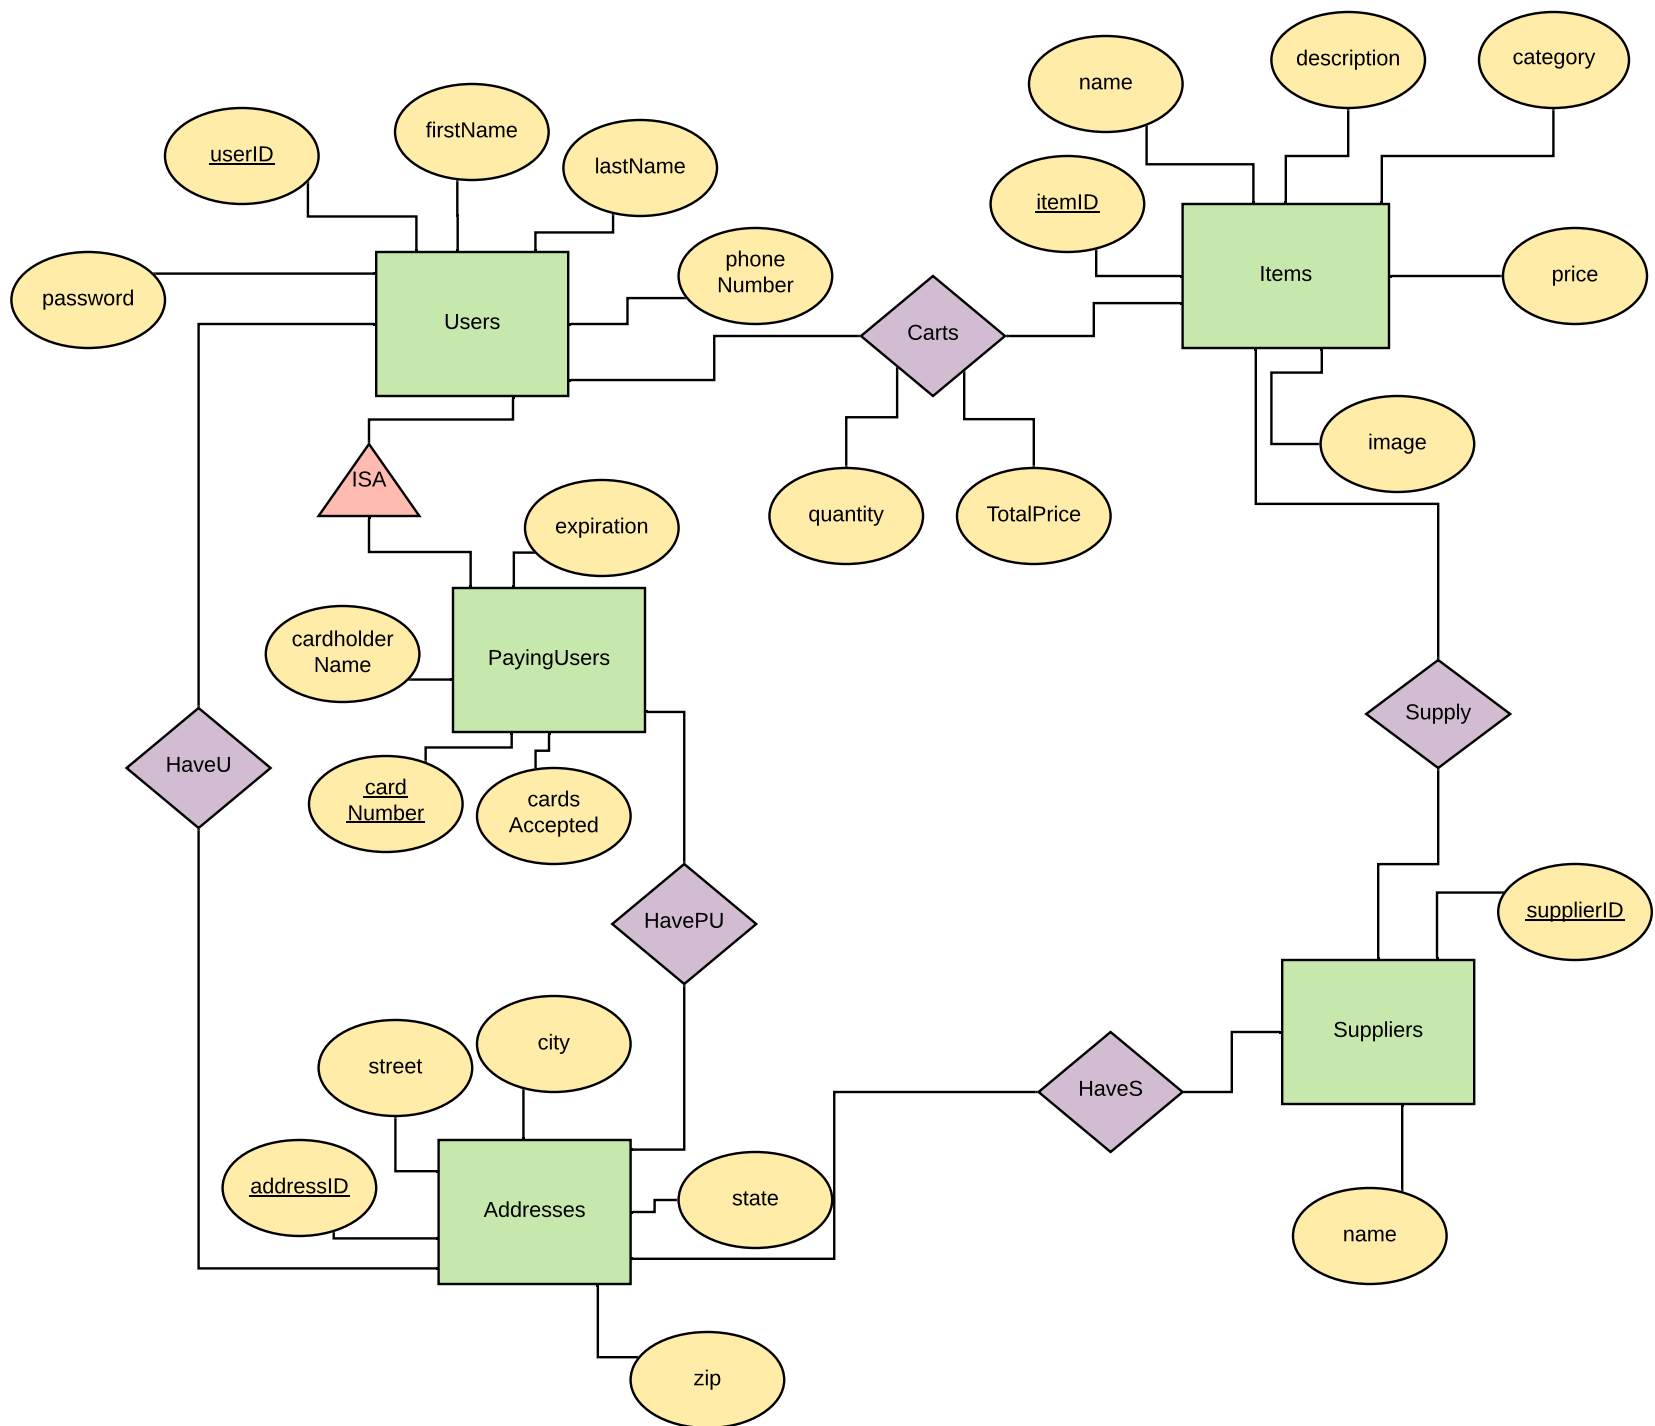 description
category
name
firstName
userID
lastName
itemID
phone
Number
Items
price
password
Users
Carts
image
ISA
quantity
TotalPrice
expiration
cardholder
Name
PayingUsers
Supply
HaveU
card
Number
cards
Accepted
supplierID
HavePU
city
Suppliers
street
HaveS
addressID
state
Addresses
name
zip